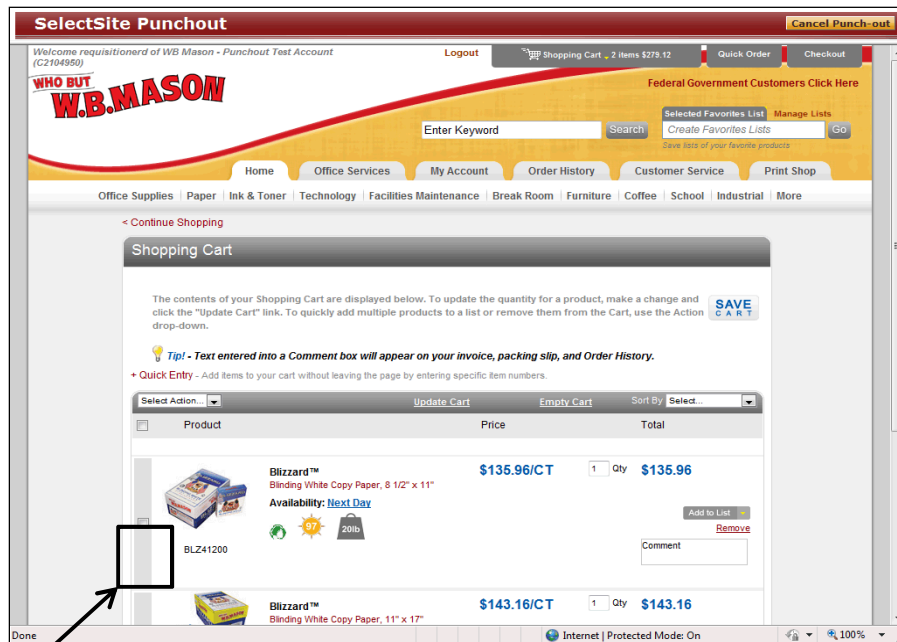 SelectSite Punchout
Cancel Punch-out
Welcome requisitionerd of WB Mason - Punchout Test Account
(C2104950)
Logout
Shopping Cart 2 items $279.12
Quick Order
Checkout
WHO BUT
W.B.MASON
Federal Government Customers Click Here
Selected Favorites List Manage Lists
Enter Keyword Search Create Favorites Lists Go
Save lists of your favorite products
Home Office Services My Account Order History Customer Service Print Shop
Office Supplies Paper Ink & Toner Technology Facilities Maintenance Break Room Furniture Coffee School Industrial More
< Continue Shopping
Shopping Cart
The contents of your Shopping Cart are displayed below. To update the quantity for a product, make a change and
click the "Update Cart" link. To quickly add multiple products to a list or remove them from the Cart, use the Action
drop-down.
SAVE
CART
Tip! - Text entered into a Comment box will appear on your invoice, packing slip, and Order History.
+ Quick Entry - Add items to your cart without leaving the page by entering specific item numbers.
Select Action... Update Cart Empty Cart Sort By Select...
Product Price Total
Blizzard™ $135.96/CT 1 Qty $135.96
Blinding White Copy Paper, 8 1/2" x 11"
Availability: Next Day
97 20lb
Add to List
Remove
BLZ41200
Comment
Blizzard™ $143.16/CT 1 Qty $143.16
Blinding White Copy Paper, 11" x 17"
Done Internet | Protected Mode: On 100%